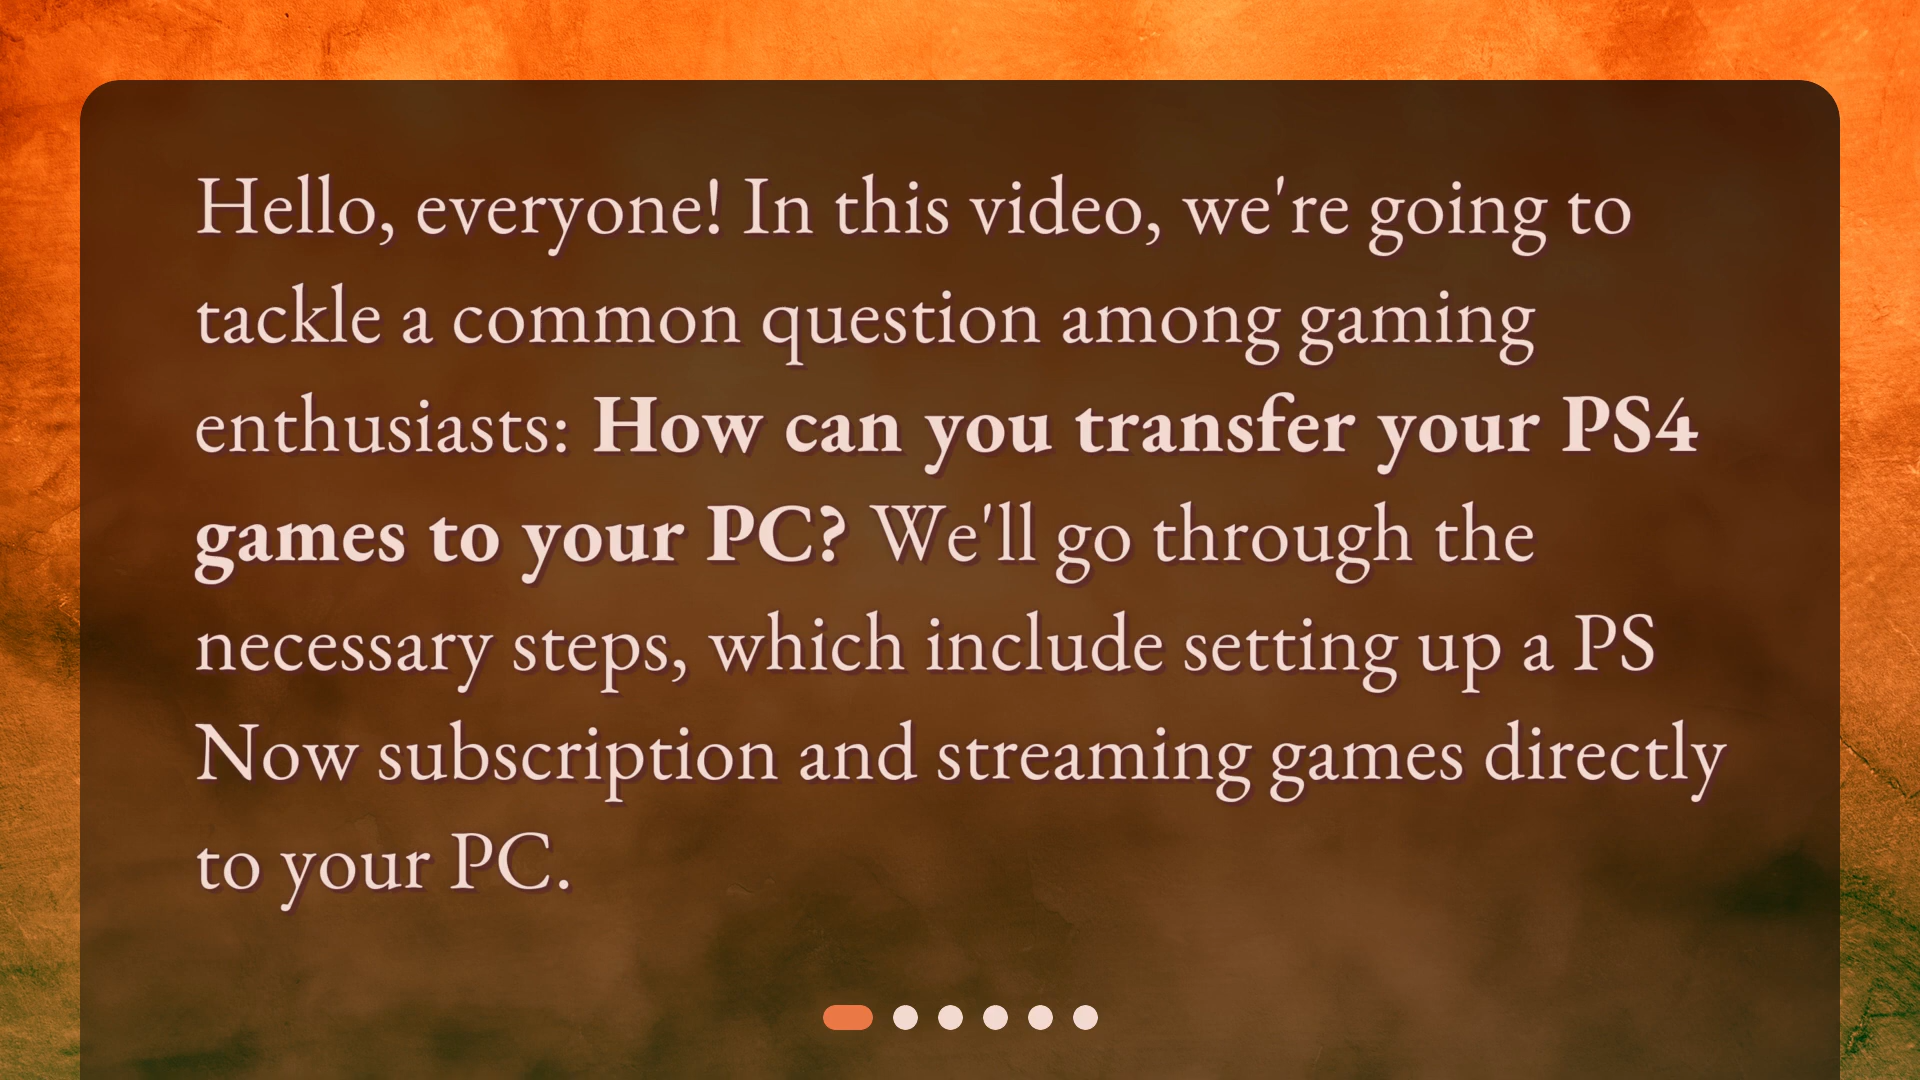 Hello, everyone! In this video, we're going to
tackle a common question among gaming
enthusiasts: How can you transfer your PS4
games to your PC? We'll go through the
necessary steps, which include setting up a PS
Now subscription and streaming games directly
to your PC.